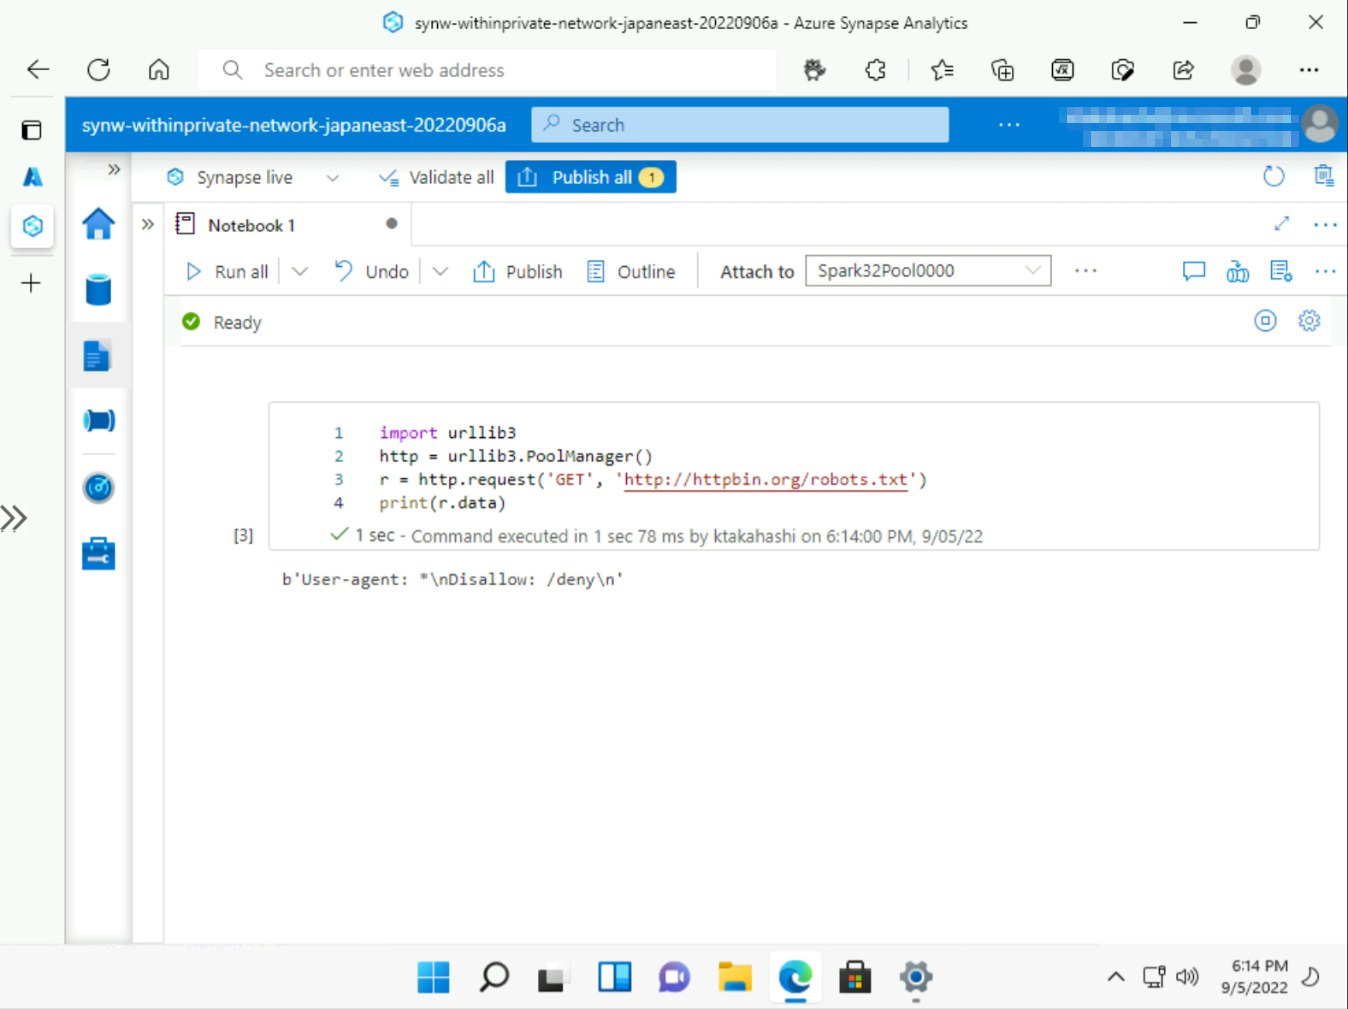 synw-withinprivate-network-japaneast-20220906a - Azure Synapse Analytics
Search or enter web address
synw-withinprivate-network-japaneast-20220906a
Search
Synapse live
Validate all
Publish all 1
Notebook 1
Run all
Undo
Publish
Outline
Attach to
Spark32Pool0000
Ready
1 import urllib3
2 http = urllib3.PoolManager()
3 r = http.request('GET', 'http://httpbin.org/robots.txt')
4 print(r.data)
[3]
1 sec - Command executed in 1 sec 78 ms by ktakahashi on 6:14:00 PM, 9/05/22
b'User-agent: *\nDisallow: /deny\n'
6:14 PM
9/5/2022